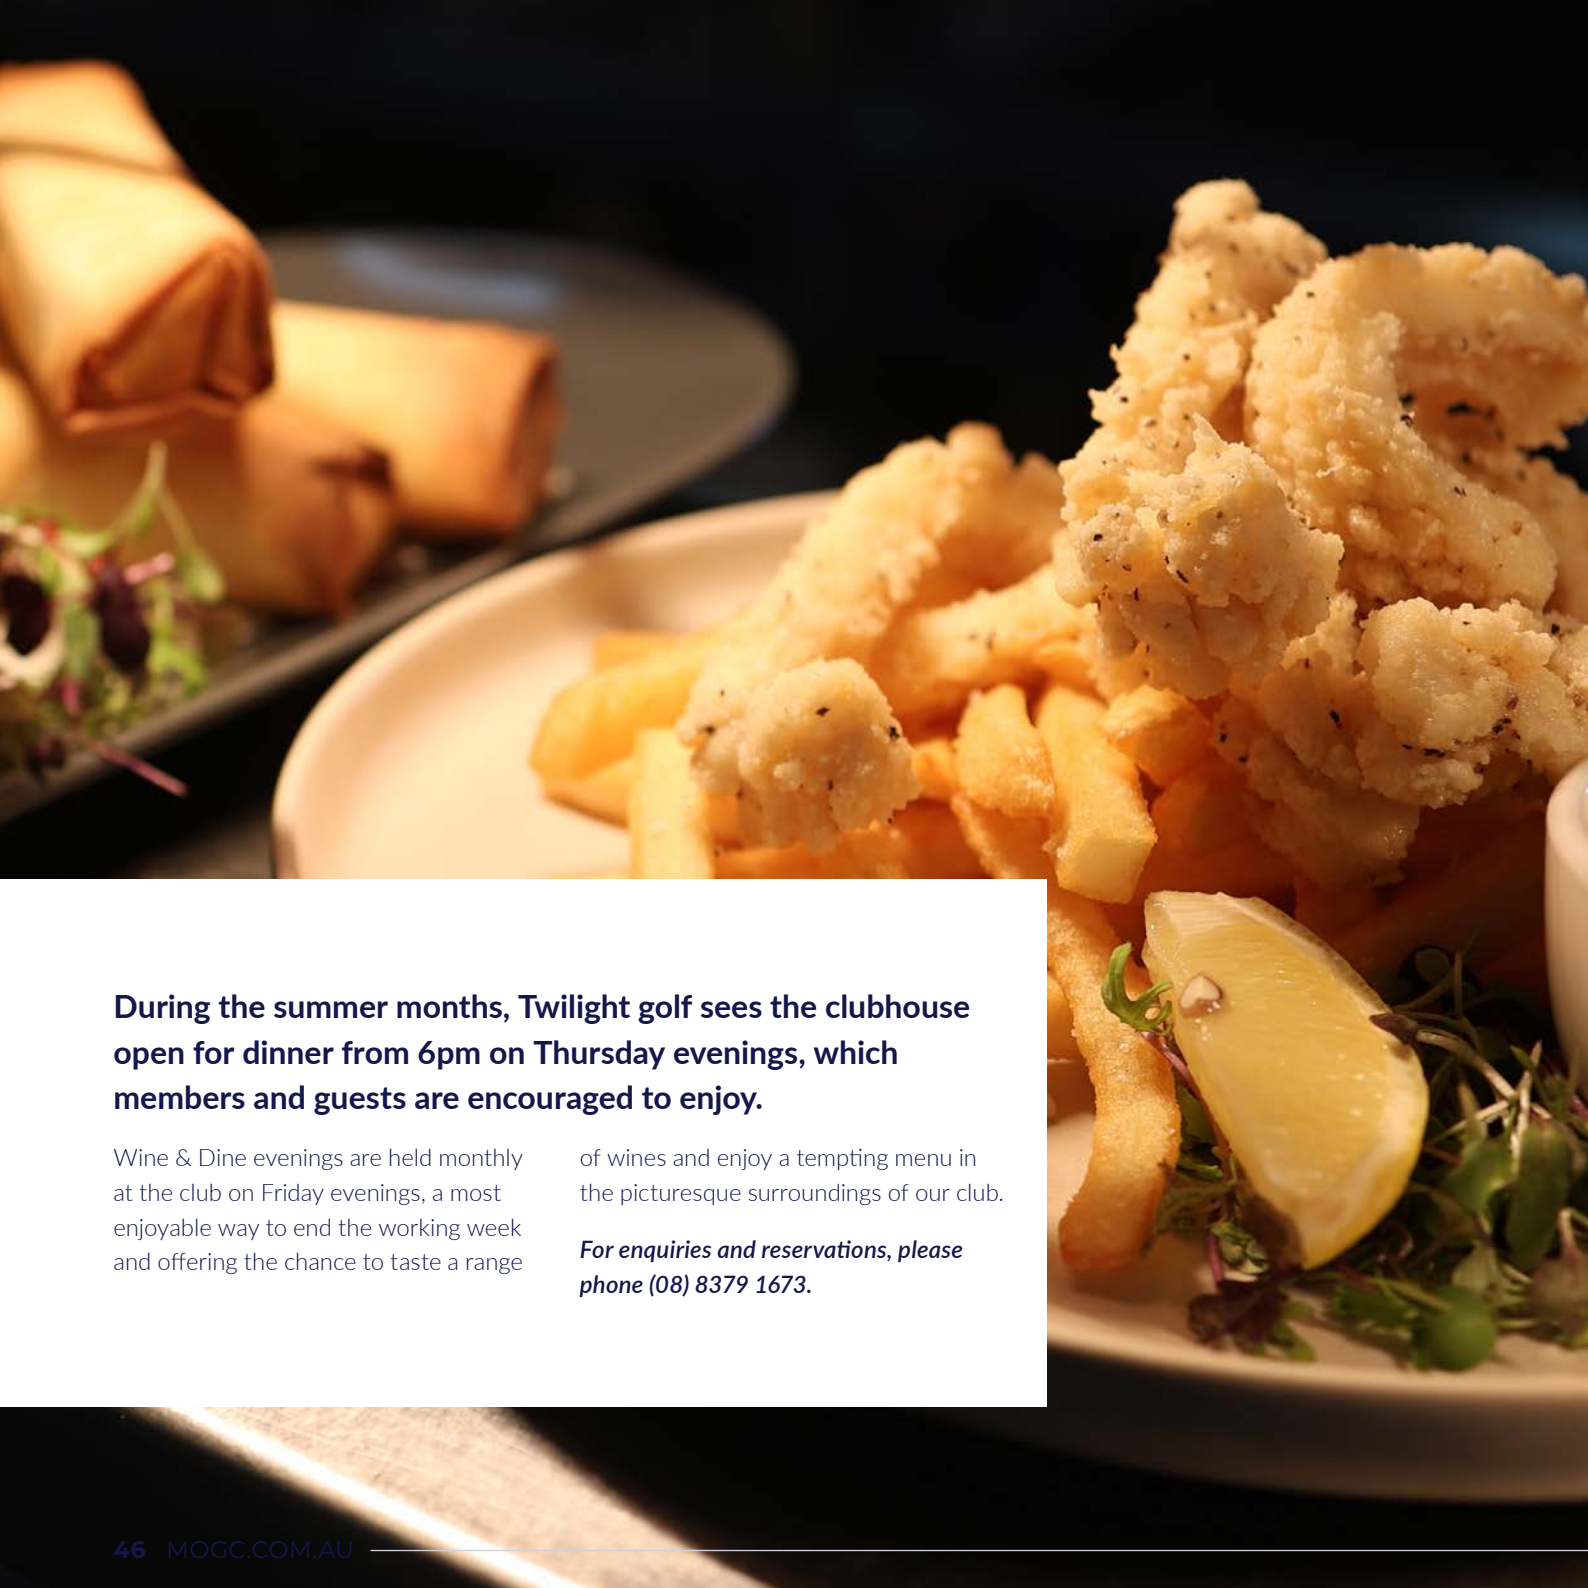 During the summer months, Twilight golf sees the clubhouse
open for dinner from 6pm on Thursday evenings, which
members and guests are encouraged to enjoy.
Wine & Dine evenings are held monthly
at the club on Friday evenings, a most
enjoyable way to end the working week
and offering the chance to taste a range
of wines and enjoy a tempting menu in
the picturesque surroundings of our club.
For enquiries and reservations, please
phone (08) 8379 1673.
46 MOGC.COM.AU